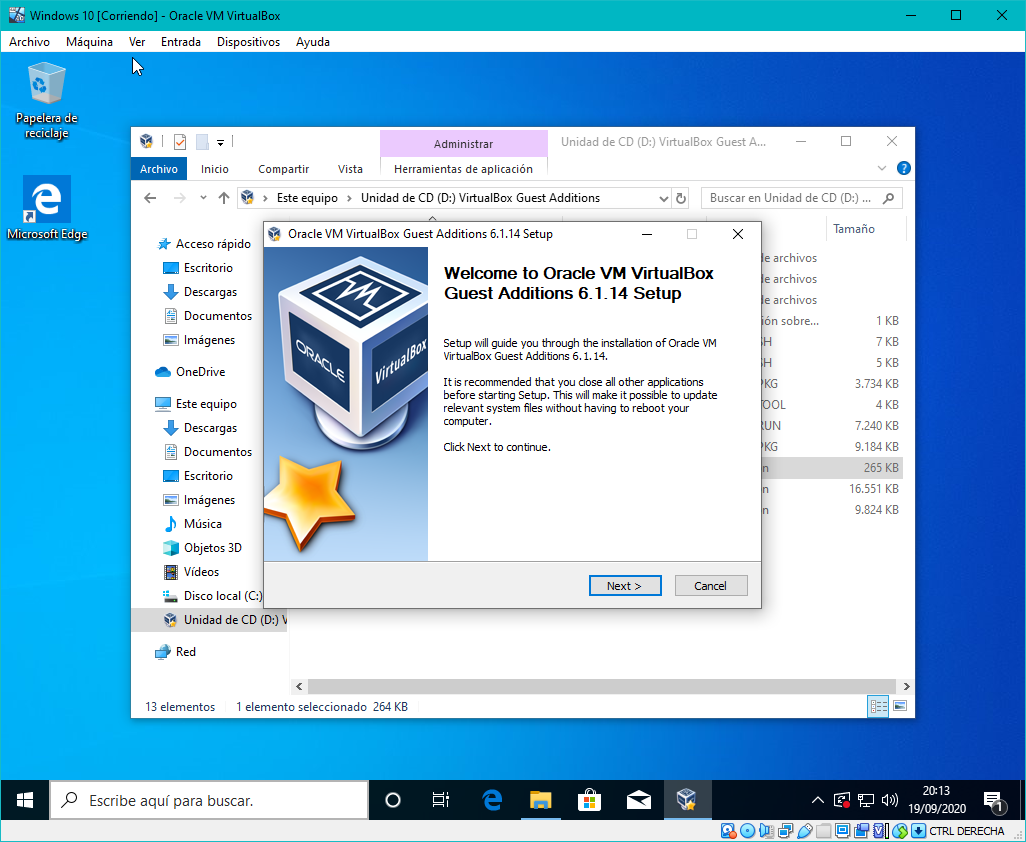 Windows 10 [Corriendo] - Oracle VM VirtualBox
Archivo Máquina Ver Entrada Dispositivos Ayuda
Papelera de
reciclaje
Microsoft Edge
Administrar
Unidad de CD (D:) VirtualBox Guest A...
Archivo Inicio Compartir Vista Herramientas de aplicación
Este equipo > Unidad de CD (D:) VirtualBox Guest Additions
Buscar en Unidad de CD (D:) ...
Tamaño
Acceso rápido
Escritorio
Descargas
Documentos
Imágenes
OneDrive
Este equipo
Descargas
Documentos
Escritorio
Imágenes
Música
Objetos 3D
Vídeos
Disco local (C:)
Unidad de CD (D:) V
Red
de archivos
de archivos
de archivos
ión sobre... 1 KB
SH 7 KB
SH 5 KB
PKG 3.734 KB
TOOL 4 KB
RUN 7.240 KB
PKG 9.184 KB
n 265 KB
n 16.551 KB
n 9.824 KB
Oracle VM VirtualBox Guest Additions 6.1.14 Setup
ORACLE
VirtualBox
Welcome to Oracle VM VirtualBox
Guest Additions 6.1.14 Setup
Setup will guide you through the installation of Oracle VM
VirtualBox Guest Additions 6.1.14.
It is recommended that you close all other applications
before starting Setup. This will make it possible to update
relevant system files without having to reboot your
computer.
Click Next to continue.
Next >
Cancel
13 elementos 1 elemento seleccionado 264 KB
Escribe aquí para buscar.
20:13
19/09/2020
1
CTRL DERECHA